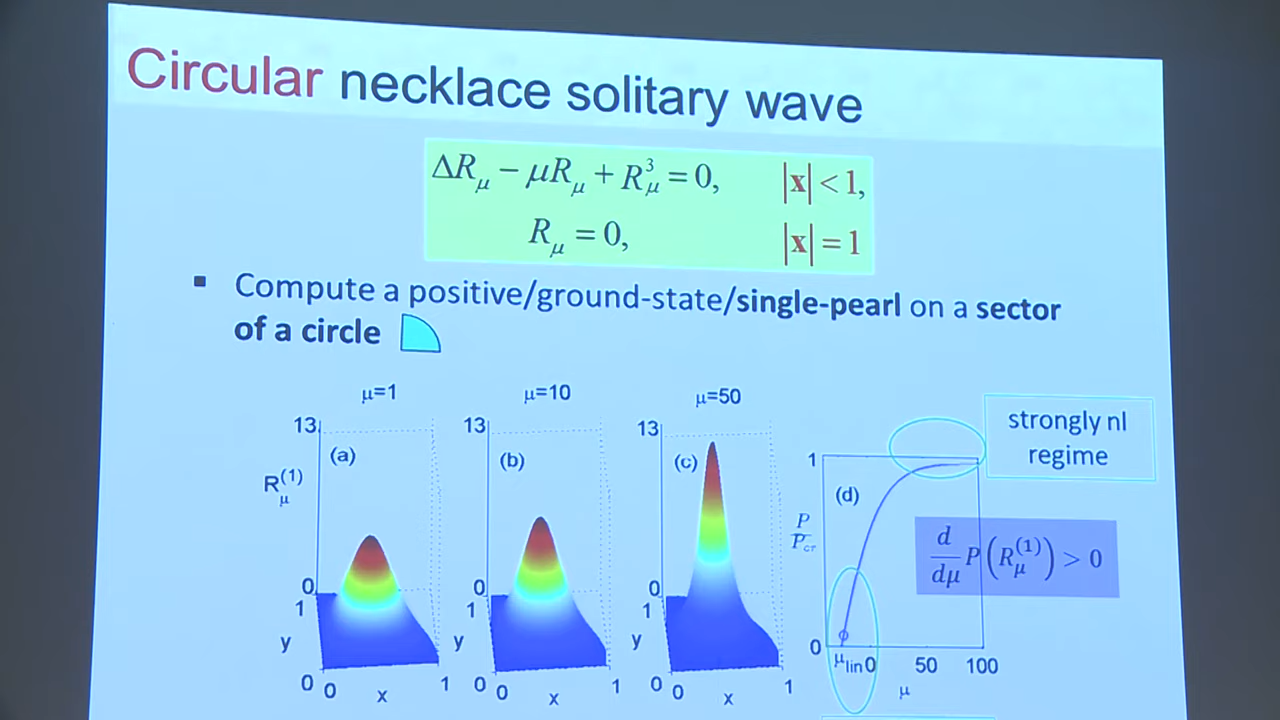 Circular necklace solitary wave
ΔR_μ − μR_μ + R_μ^3 = 0, |x| < 1,
R_μ = 0, |x| = 1
▪ Compute a positive/ground-state/single-pearl on a sector
of a circle
μ=1
μ=10
μ=50
13
(a)
R_μ^(1)
0
1
y
0
0
x
1
13
(b)
0
1
y
0
0
x
1
13
(c)
0
1
y
0
0
x
1
strongly nl
regime
1
(d)
P/P_cr
d/dμ P(R_μ^(1)) > 0
0
μ_lin 0 50 100
μ